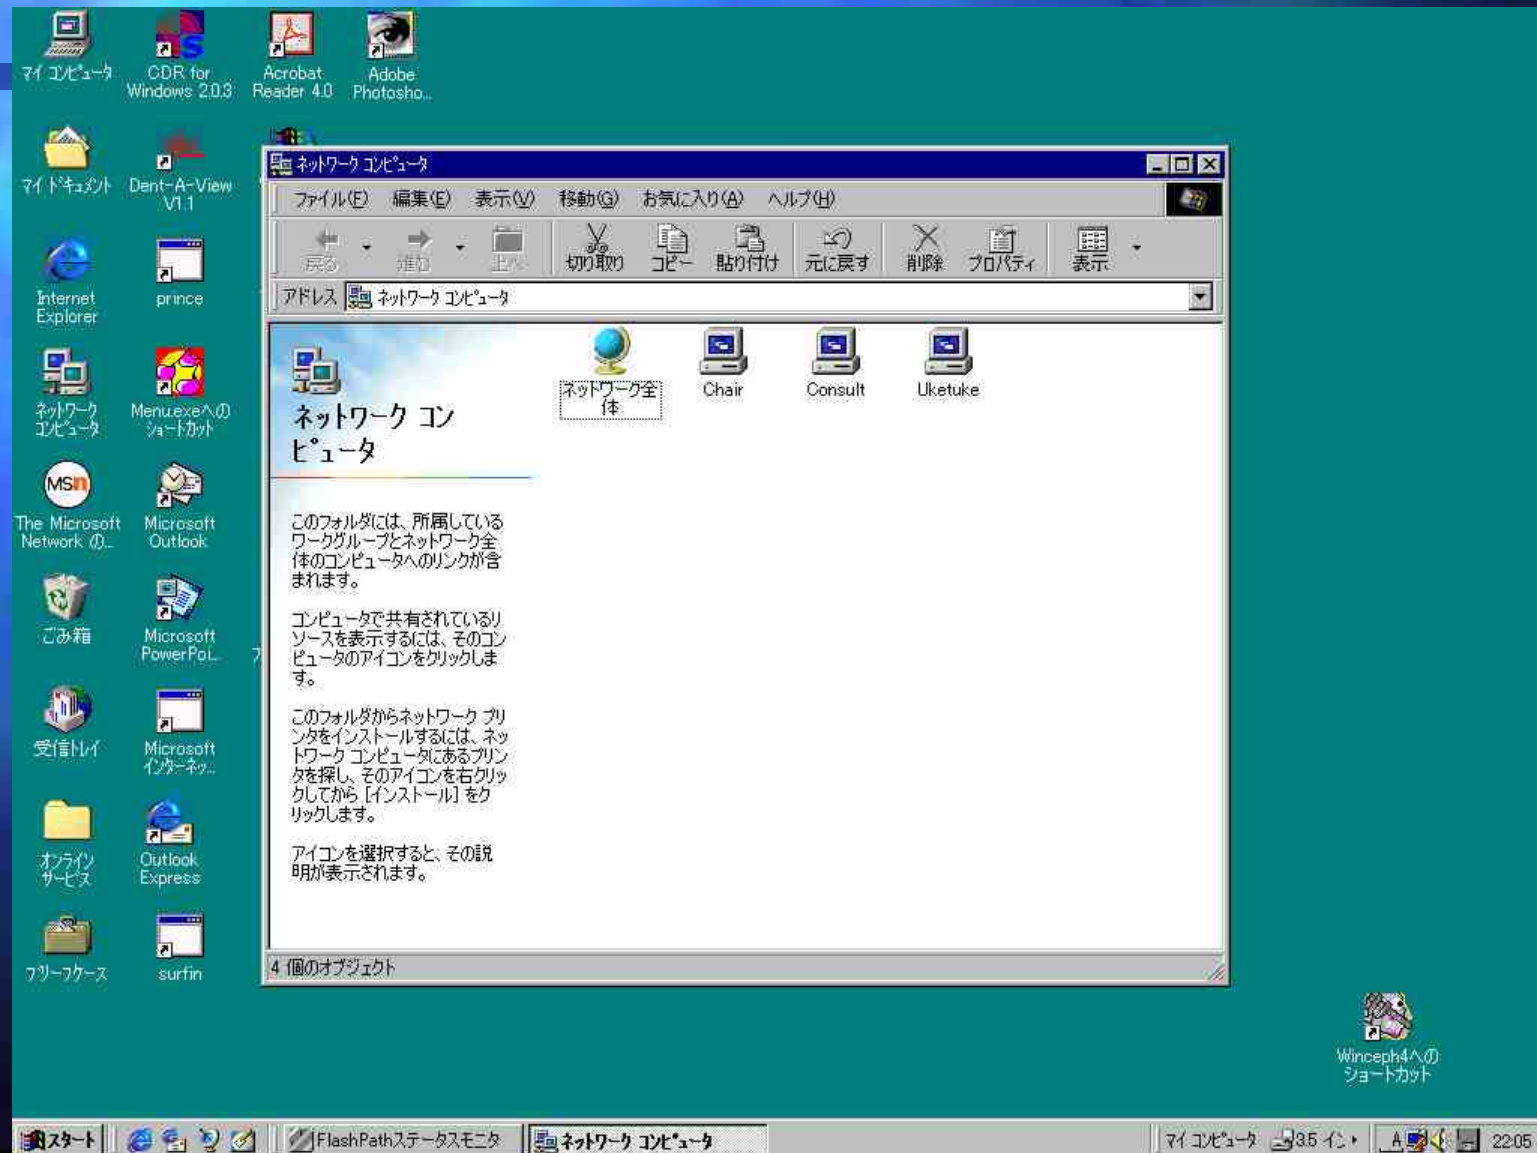 マイ コンピュータ
CDR for
Windows 2.0.3
Acrobat
Reader 4.0
Adobe
Photosho...
マイ ドキュメント
Dent-A-View
V1.1
Internet
Explorer
prince
ネットワーク
コンピュータ
Menu.exeへの
ショートカット
MSN
The Microsoft
Network の...
Microsoft
Outlook
ごみ箱
Microsoft
PowerPoi...
受信トレイ
Microsoft
インターネッ...
オンライン
サービス
Outlook
Express
ブリーフケース
surfin
ネットワーク コンピュータ
ファイル(F) 編集(E) 表示(V) 移動(G) お気に入り(A) ヘルプ(H)
戻る 進む 上へ 切り取り コピー 貼り付け 元に戻す 削除 プロパティ 表示
アドレス ネットワーク コンピュータ
ネットワーク コン
ピュータ
このフォルダには、所属している
ワークグループとネットワーク全
体のコンピュータへのリンクが含
まれます。
コンピュータで共有されているリ
ソースを表示するには、そのコン
ピュータのアイコンをクリックしま
す。
このフォルダからネットワーク プリ
ンタをインストールするには、ネッ
トワーク コンピュータにあるプリン
タを探し、そのアイコンを右クリッ
クしてから [インストール] をク
リックします。
アイコンを選択すると、その説
明が表示されます。
ネットワーク全
体
Chair
Consult
Uketuke
4 個のオブジェクト
Winceph4への
ショートカット
スタート
FlashPathステータスモニタ
ネットワーク コンピュータ
マイ コンピュータ
3.5 イン
A
22:05